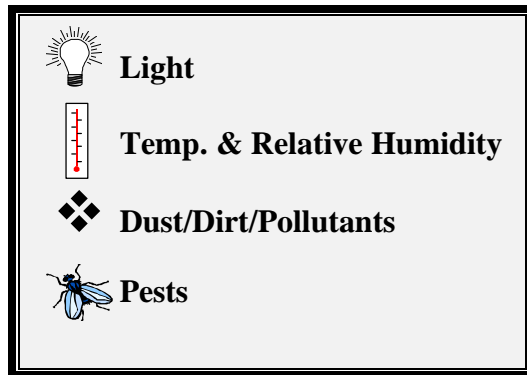 Light
Temp. & Relative Humidity
Dust/Dirt/Pollutants
Pests